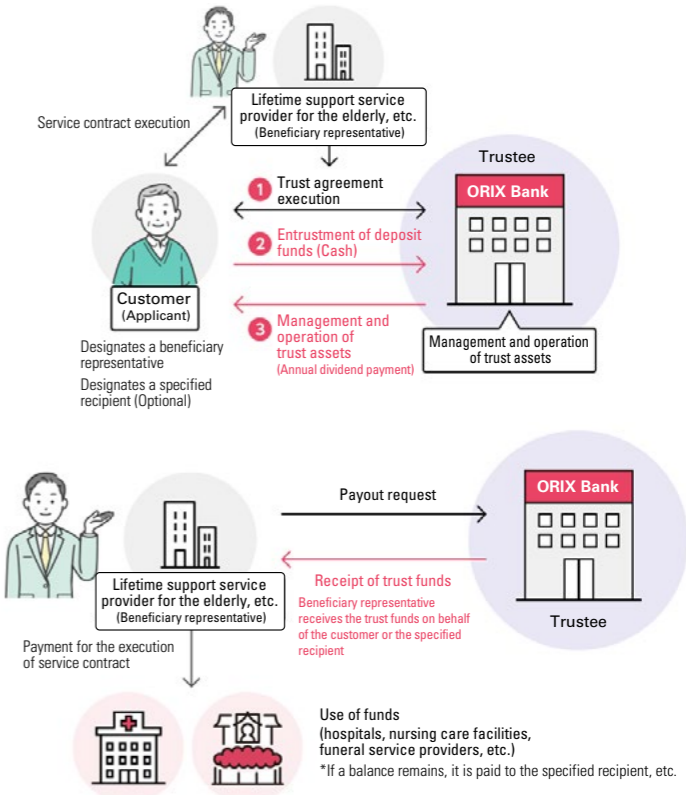 Lifetime support service
provider for the elderly, etc.
(Beneficiary representative)
Service contract execution
Trustee
ORIX Bank
1 Trust agreement
execution
2 Entrustment of deposit
funds (Cash)
3 Management and
operation of
trust assets
(Annual dividend payment)
Customer
(Applicant)
Designates a beneficiary
representative
Designates a specified
recipient (Optional)
Management and operation
of trust assets
Payout request
ORIX Bank
Trustee
Receipt of trust funds
Beneficiary representative
receives the trust funds on behalf
of the customer or the specified
recipient
Lifetime support service
provider for the elderly, etc.
(Beneficiary representative)
Payment for the execution
of service contract
Use of funds
(hospitals, nursing care facilities,
funeral service providers, etc.)
*If a balance remains, it is paid to the specified recipient, etc.